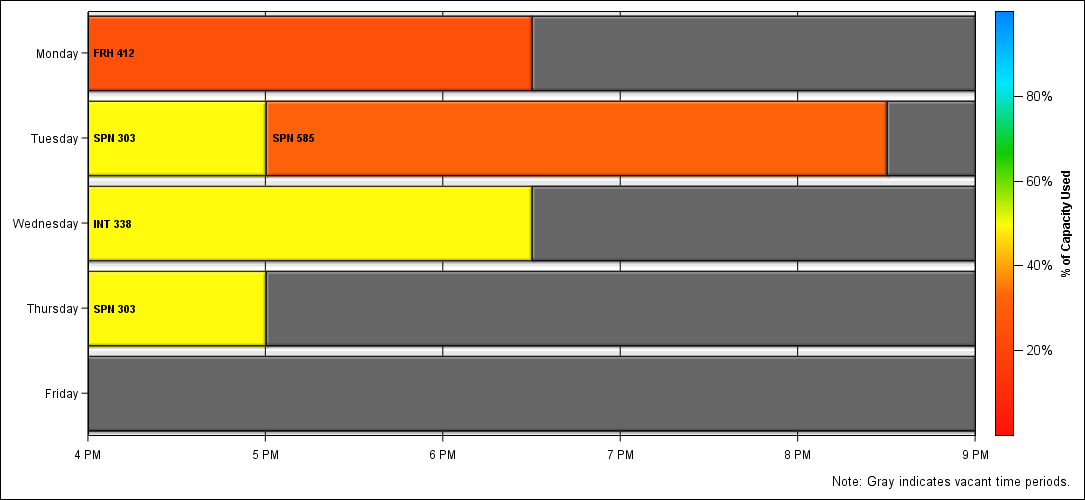 Monday
FRH 412
Tuesday
SPN 303
SPN 585
Wednesday
INT 338
Thursday
SPN 303
Friday
4 PM
5 PM
6 PM
7 PM
8 PM
9 PM
80%
60%
40%
20%
% of Capacity Used
Note: Gray indicates vacant time periods.